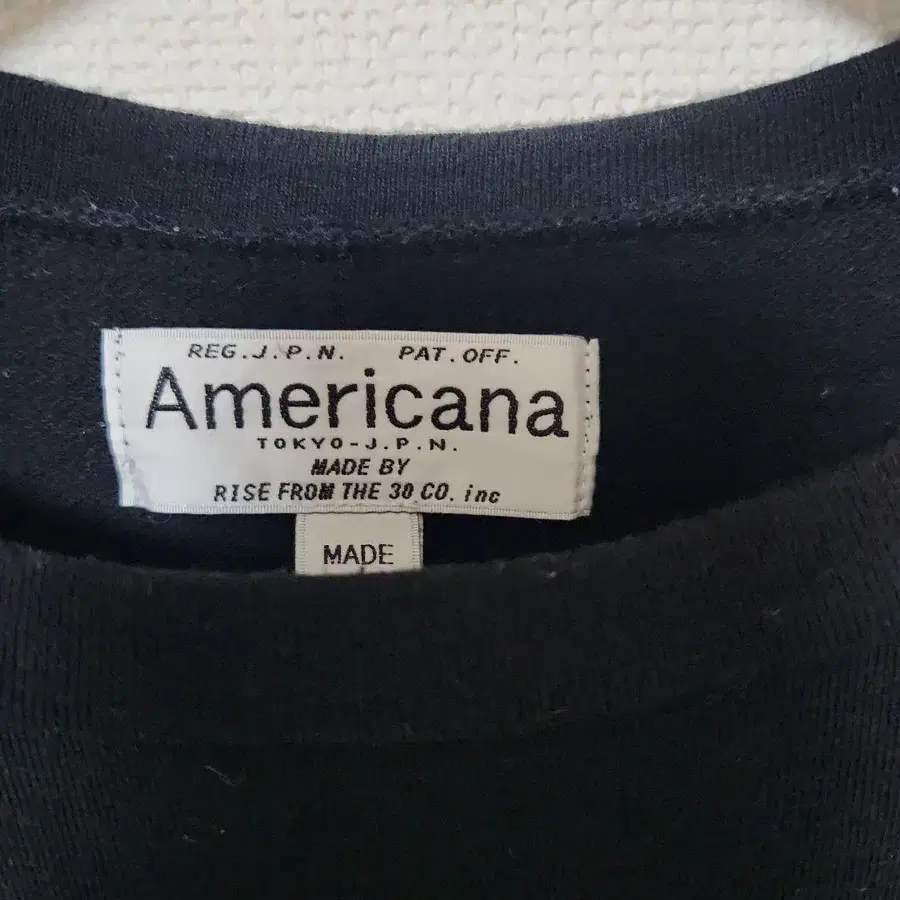 REG.J.P.N. PAT.OFF.
Americana
TOKYO-J.P.N.
MADE BY
RISE FROM THE 30 CO. inc
MADE